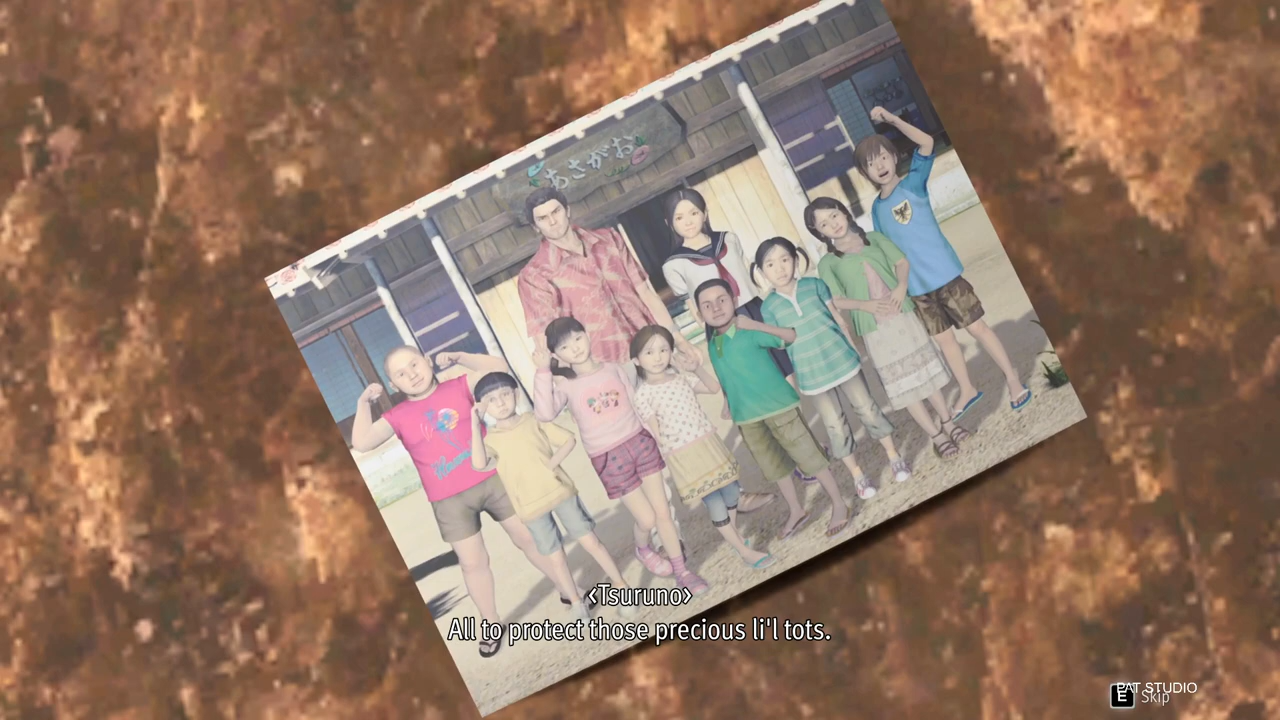 あさがお
<Tsuruno>
All to protect those precious li'l tots.
PAT STUDIO
E Skip